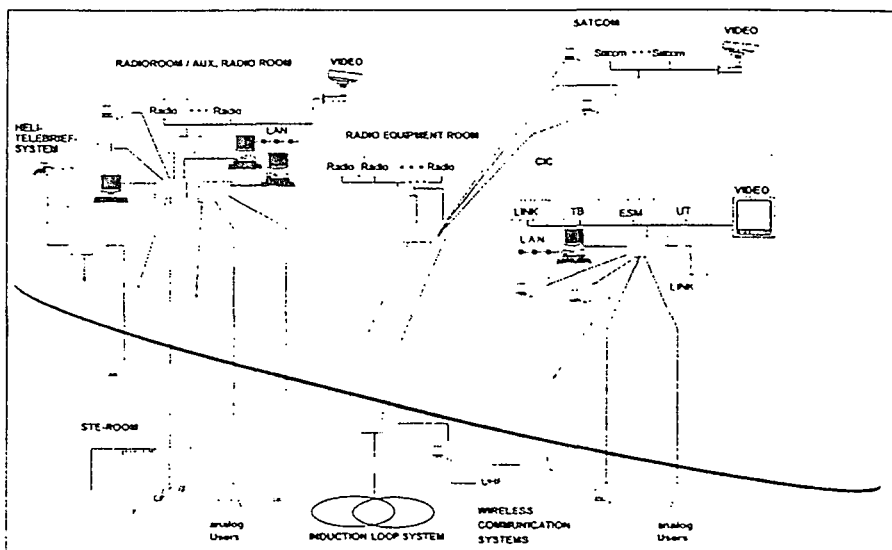 SATCOM
VIDEO
Satcom Satcom
RADIOROOM / AUX, RADIO ROOM
VIDEO
Radio Radio
HELI-
TELEBRIEF-
SYSTEM
LAN
RADIO EQUIPMENT ROOM
Radio Radio Radio
CIC
LINK TB ESM UT
VIDEO
LAN
LINK
STE-ROOM
UHF
analog
Users
INDUCTION LOOP SYSTEM
WIRELESS
COMMUNICATION
SYSTEMS
analog
Users